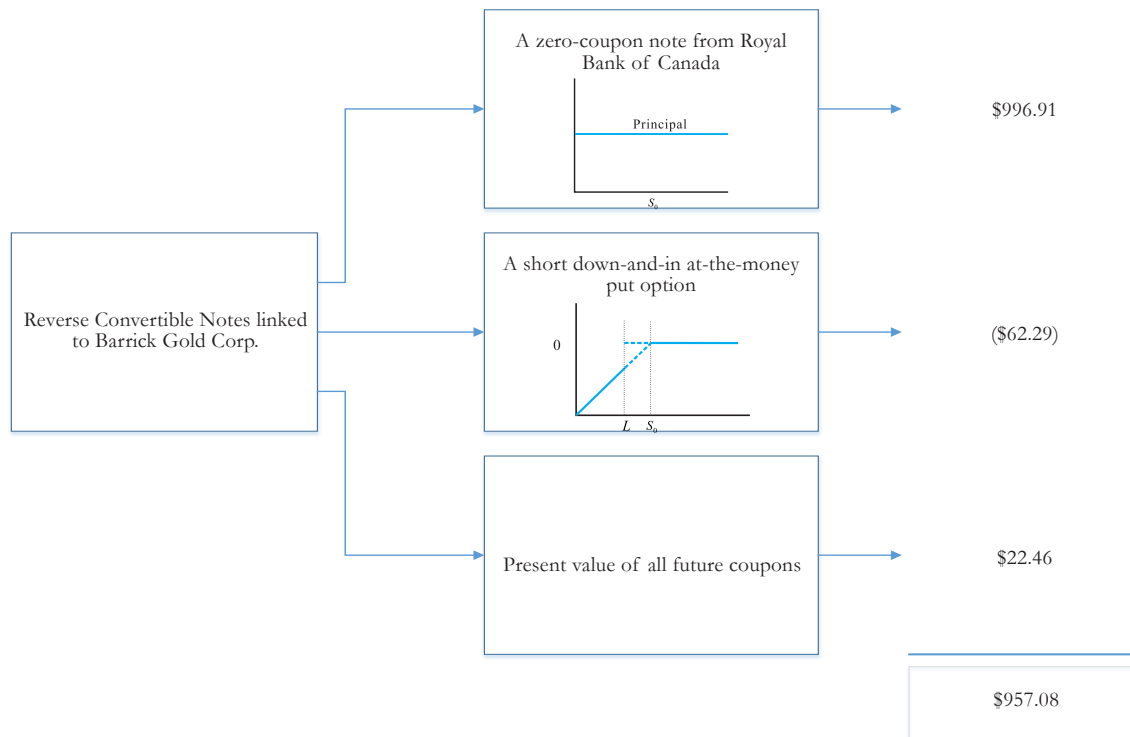 A zero-coupon note from Royal
Bank of Canada
Principal
S₀
$996.91
Reverse Convertible Notes linked
to Barrick Gold Corp.
A short down-and-in at-the-money
put option
0
L S₀
($62.29)
Present value of all future coupons
$22.46
$957.08